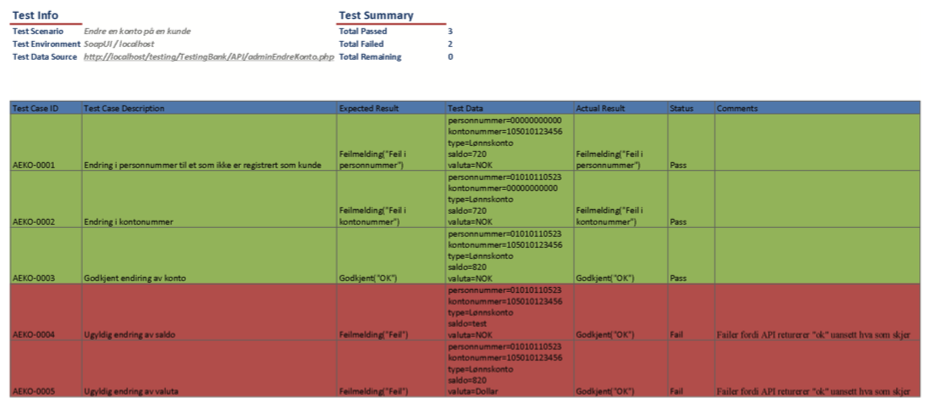 Test Info
Test Summary
Test Scenario Endre en konto på en kunde Total Passed 3
Test Environment SoapUI / localhost Total Failed 2
Test Data Source http://localhost/testing/TestingBank/API/adminEndreKonto.php Total Remaining 0
Test Case ID Test Case Description Expected Result Test Data Actual Result Status Comments
personnummer=00000000000
kontonummer=105010123456
type=Lønnskonto
Feilmelding("Feil i saldo=720 Feilmelding("Feil i
AEKO-0001 Endring i personnummer til et som ikke er registrert som kunde personnummer") valuta=NOK personnummer") Pass
personnummer=01010110523
kontonummer=00000000000
type=Lønnskonto
Feilmelding("Feil i saldo=720 Feilmelding("Feil i
AEKO-0002 Endring i kontonummer kontonummer") valuta=NOK kontonummer") Pass
personnummer=01010110523
kontonummer=105010123456
type=Lønnskonto
saldo=820
AEKO-0003 Godkjent endiring av konto Godkjent("OK") valuta=NOK Godkjent("OK") Pass
personnummer=01010110523
kontonummer=105010123456
type=Lønnskonto
saldo=test
AEKO-0004 Ugyldig endring av saldo Feilmelding("Feil") valuta=NOK Godkjent("OK") Fail Failer fordi API returerer "ok" uansett hva som skjer
personnummer=01010110523
kontonummer=105010123456
type=Lønnskonto
saldo=820
AEKO-0005 Ugyldig endring av valuta Feilmelding("Feil") valuta=Dollar Godkjent("OK") Fail Failer fordi API returerer "ok" uansett hva som skjer